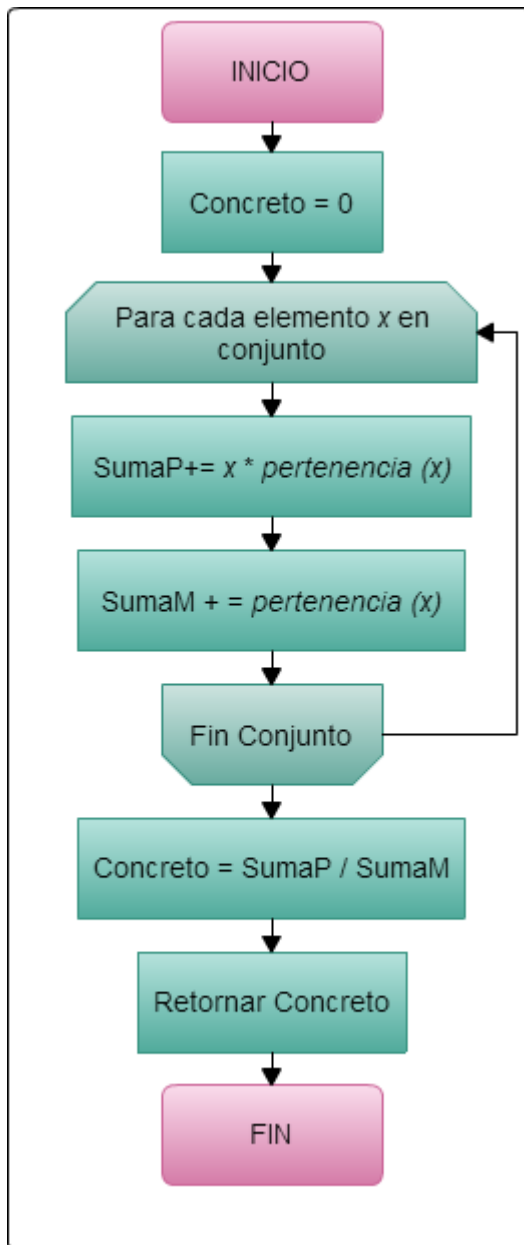 INICIO
Concreto = 0
Para cada elemento x en
conjunto
SumaP+= x * pertenencia (x)
SumaM + = pertenencia (x)
Fin Conjunto
Concreto = SumaP / SumaM
Retornar Concreto
FIN